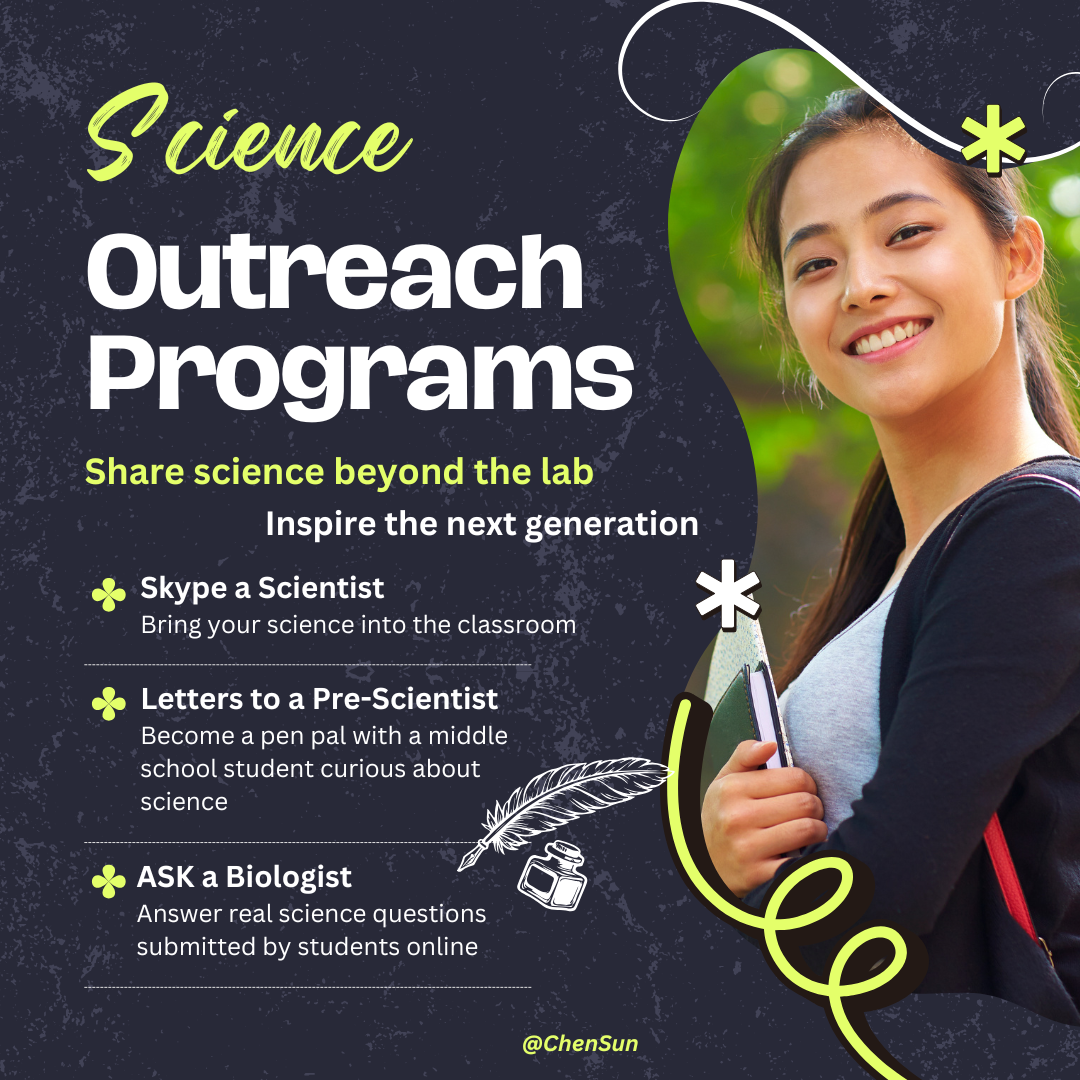 Science
Outreach
Programs
Share science beyond the lab
Inspire the next generation
Skype a Scientist
Bring your science into the classroom
Letters to a Pre-Scientist
Become a pen pal with a middle
school student curious about
science
ASK a Biologist
Answer real science questions
submitted by students online
@ChenSun